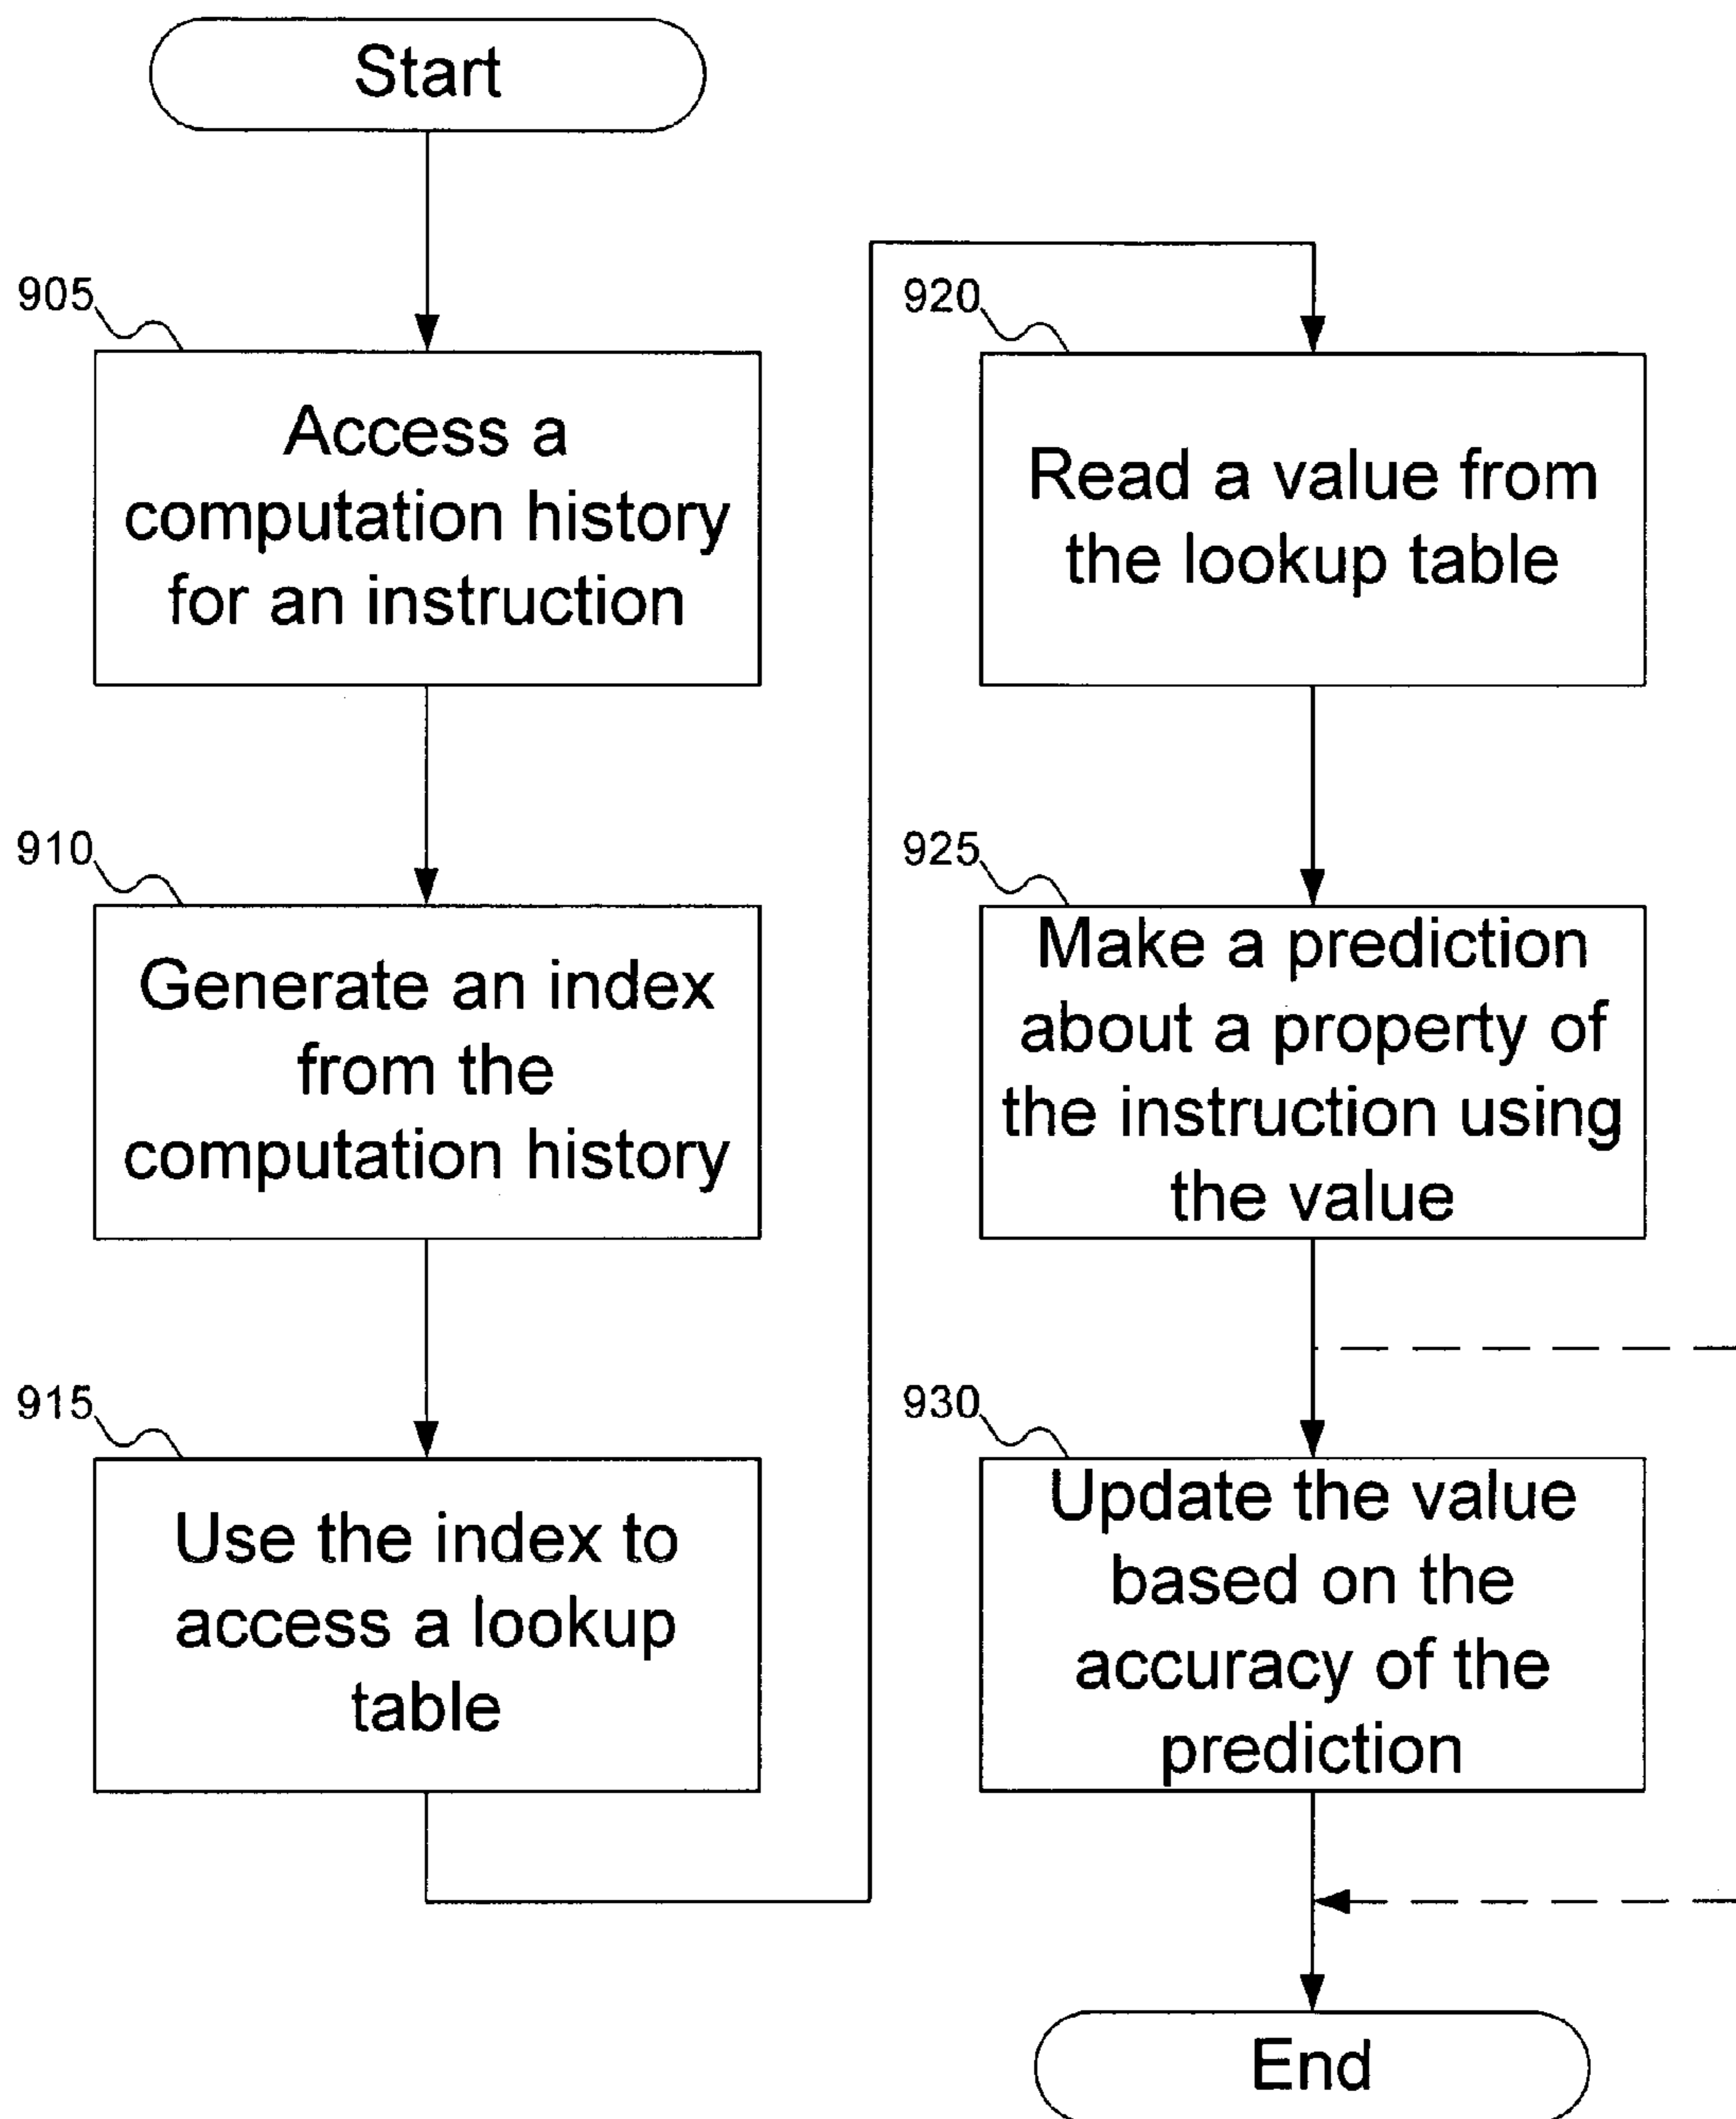 Start
905
Access a
computation history
for an instruction
910
Generate an index
from the
computation history
915
Use the index to
access a lookup
table
920
Read a value from
the lookup table
925
Make a prediction
about a property of
the instruction using
the value
930
Update the value
based on the
accuracy of the
prediction
End